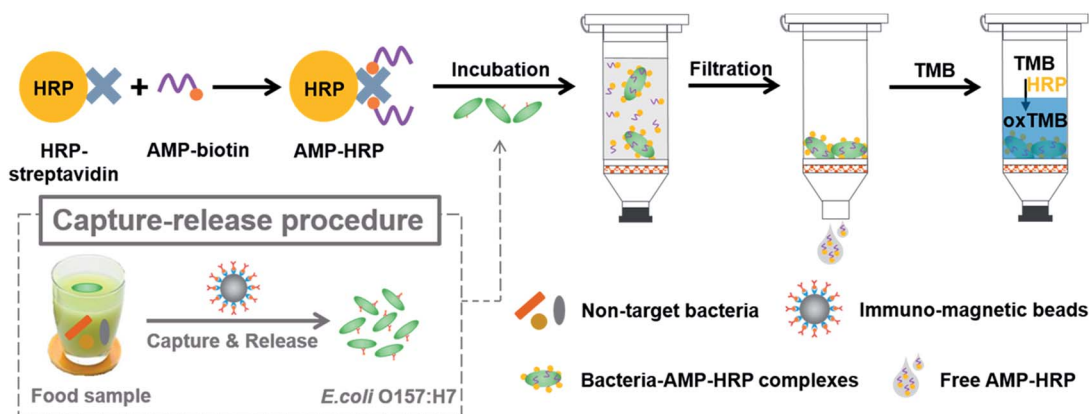 HRP
+
HRP
Incubation
Filtration
TMB
TMB
HRP
oxTMB
HRP-
streptavidin
AMP-biotin
AMP-HRP
Capture-release procedure
Capture & Release
Food sample
E.coli O157:H7
Non-target bacteria
Immuno-magnetic beads
Bacteria-AMP-HRP complexes
Free AMP-HRP